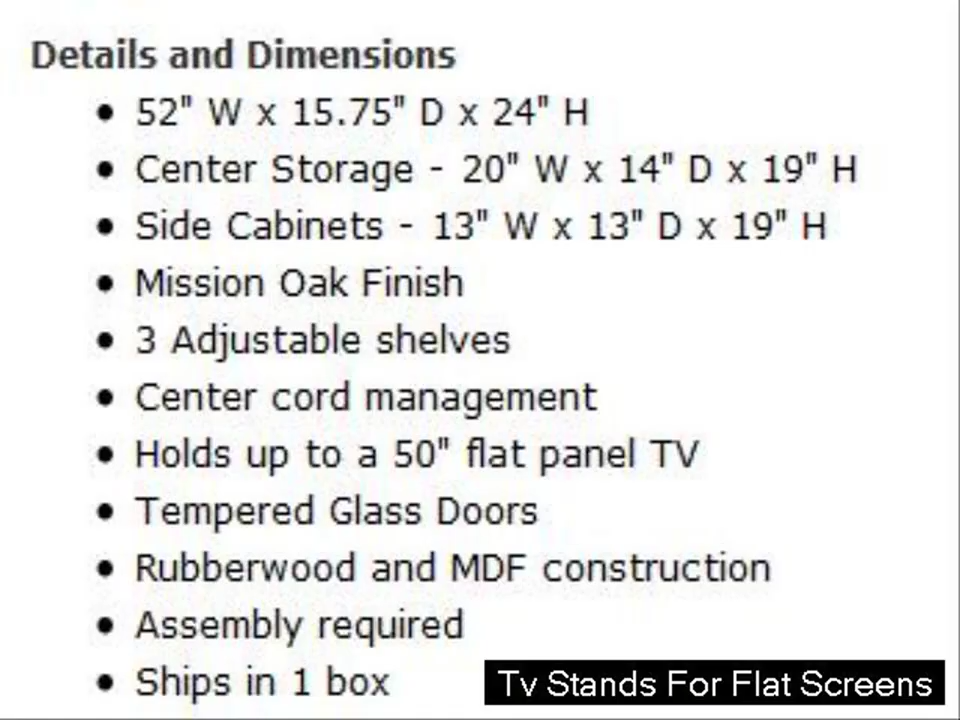 Details and Dimensions
• 52" W x 15.75" D x 24" H
• Center Storage - 20" W x 14" D x 19" H
• Side Cabinets - 13" W x 13" D x 19" H
• Mission Oak Finish
• 3 Adjustable shelves
• Center cord management
• Holds up to a 50" flat panel TV
• Tempered Glass Doors
• Rubberwood and MDF construction
• Assembly required
• Ships in 1 box
Tv Stands For Flat Screens